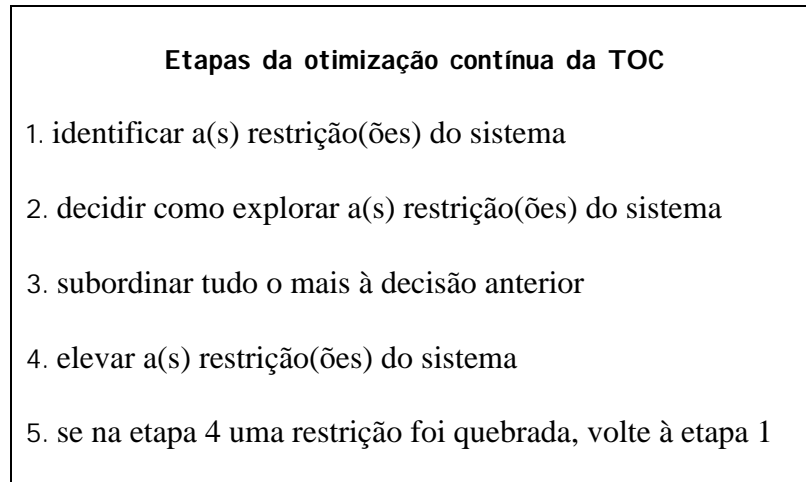 Etapas da otimização contínua da TOC
1. identificar a(s) restrição(ões) do sistema
2. decidir como explorar a(s) restrição(ões) do sistema
3. subordinar tudo o mais à decisão anterior
4. elevar a(s) restrição(ões) do sistema
5. se na etapa 4 uma restrição foi quebrada, volte à etapa 1